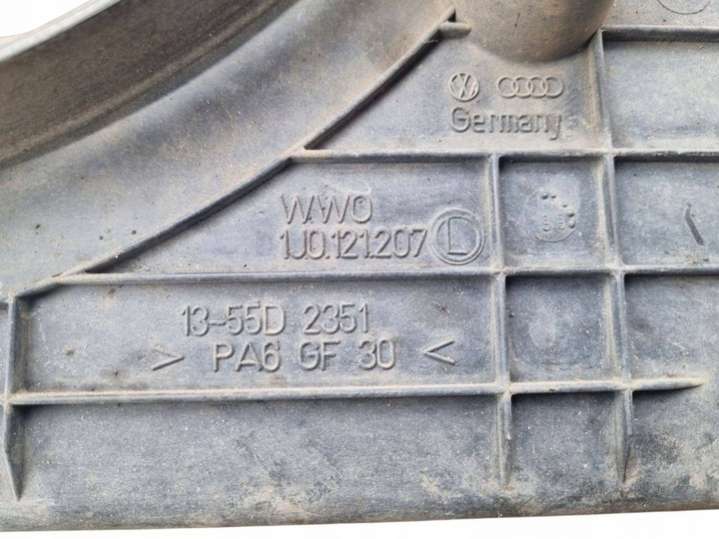 Germany
WWO
1J0.121.207 L
13-55D 2351
> PA6 GF 30 <